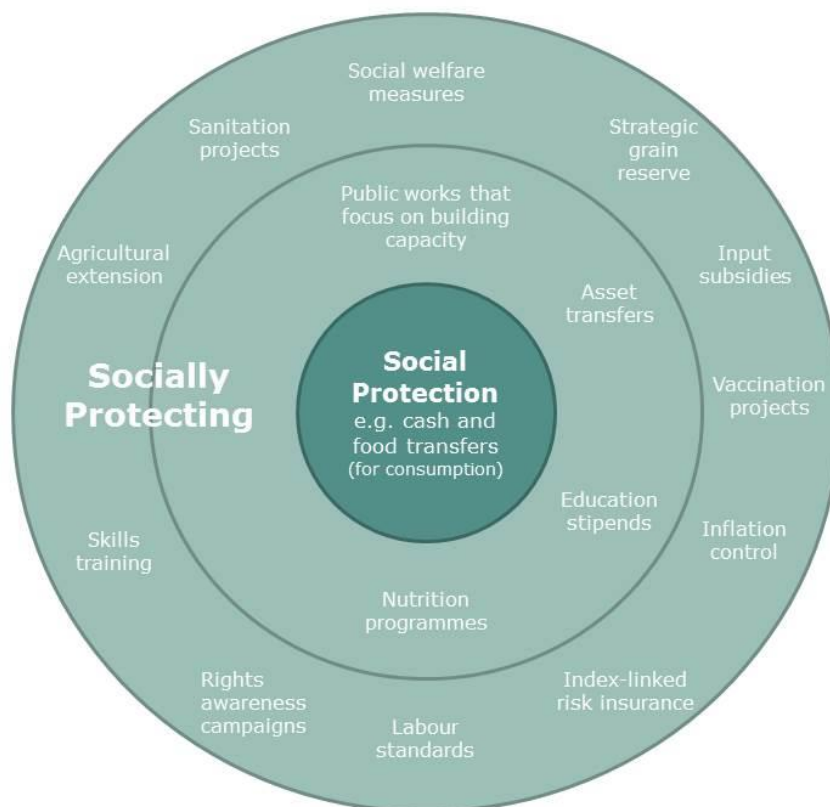 Social welfare
measures
Sanitation
projects
Strategic
grain
reserve
Public works that
focus on building
capacity
Agricultural
extension
Input
subsidies
Asset
transfers
Socially
Protecting
Social
Protection
e.g. cash and
food transfers
(for consumption)
Vaccination
projects
Education
stipends
Inflation
control
Skills
training
Nutrition
programmes
Rights
awareness
campaigns
Index-linked
risk insurance
Labour
standards